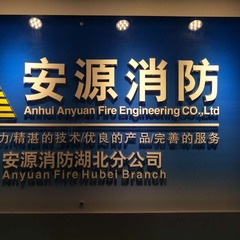 安源消防
Anhui Anyuan Fire Engineering CO.,Ltd
力/精湛的技术/优良的产品/完善的服务
安源消防湖北分公司
Anyuan Fire Hubei Branch